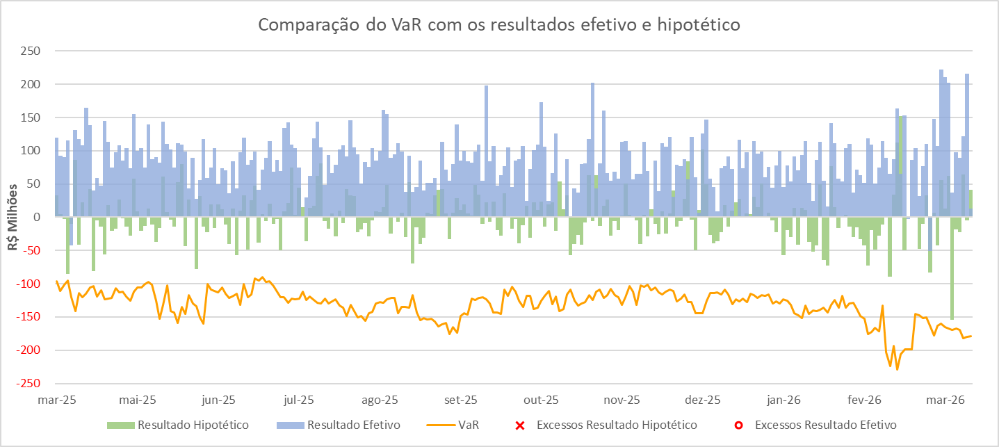 Comparação do VaR com os resultados efetivo e hipotético
R$ Milhões
250
200
150
100
50
0
-50
-100
-150
-200
-250
mar-25 mai-25 jun-25 jul-25 ago-25 set-25 out-25 nov-25 dez-25 jan-26 fev-26 mar-26
Resultado Hipotético Resultado Efetivo VaR Excessos Resultado Hipotético Excessos Resultado Efetivo